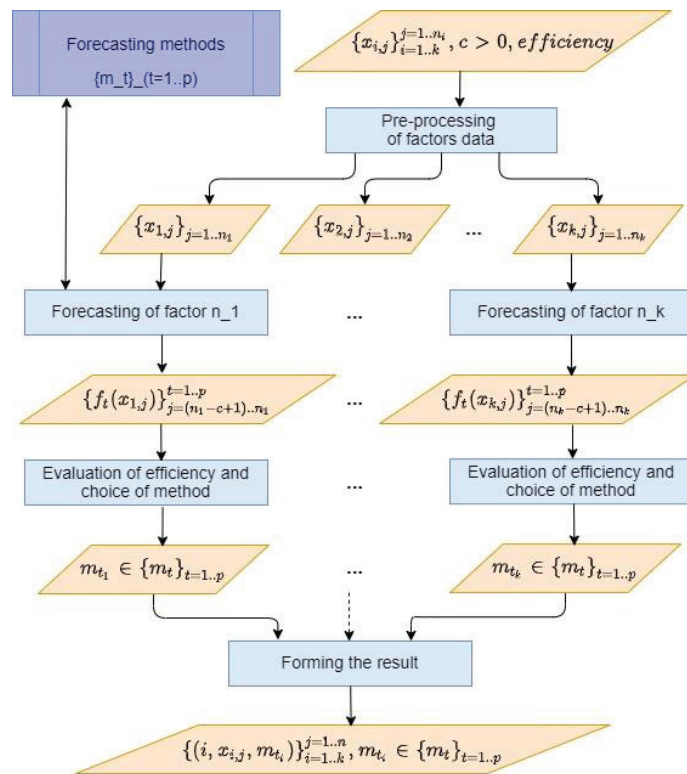 Forecasting methods
{m_t}_(t=1..p)
{x_{i,j}}_{i=1..k}^{j=1..n_i}, c > 0, efficiency
Pre-processing
of factors data
{x_{1,j}}_{j=1..n_1}
{x_{2,j}}_{j=1..n_2}
...
{x_{k,j}}_{j=1..n_k}
Forecasting of factor n_1
...
Forecasting of factor n_k
{f_t(x_{1,j})}_{j=(n_1-c+1)..n_1}^{t=1..p}
...
{f_t(x_{k,j})}_{j=(n_k-c+1)..n_k}^{t=1..p}
Evaluation of efficiency and
choice of method
...
Evaluation of efficiency and
choice of method
m_{t_1} ∈ {m_t}_{t=1..p}
...
m_{t_k} ∈ {m_t}_{t=1..p}
Forming the result
{(i, x_{i,j}, m_{t_i})}_{i=1..k}^{j=1..n}, m_{t_i} ∈ {m_t}_{t=1..p}